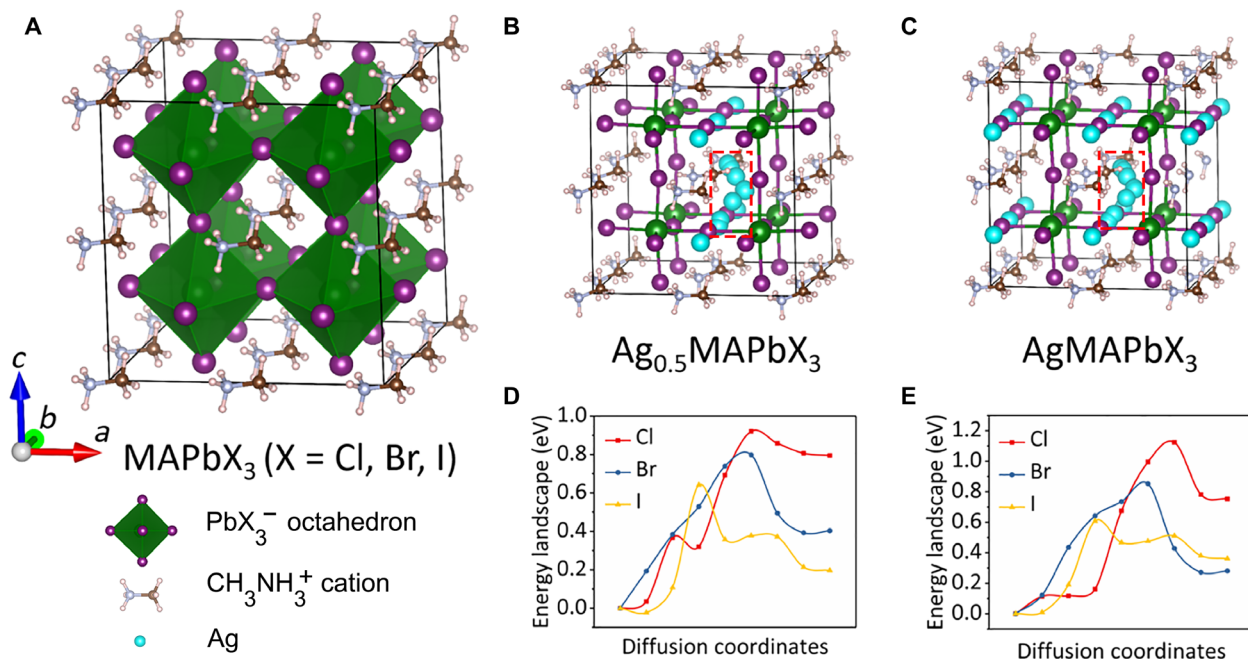 A
c
b
a
MAPbX₃ (X = Cl, Br, I)
PbX₃⁻ octahedron
CH₃NH₃⁺ cation
Ag
B
Ag₀.₅MAPbX₃
C
AgMAPbX₃
D
Energy landscape (eV)
1.0
0.8
0.6
0.4
0.2
0.0
Cl
Br
I
Diffusion coordinates
E
Energy landscape (eV)
1.2
1.0
0.8
0.6
0.4
0.2
0.0
Cl
Br
I
Diffusion coordinates